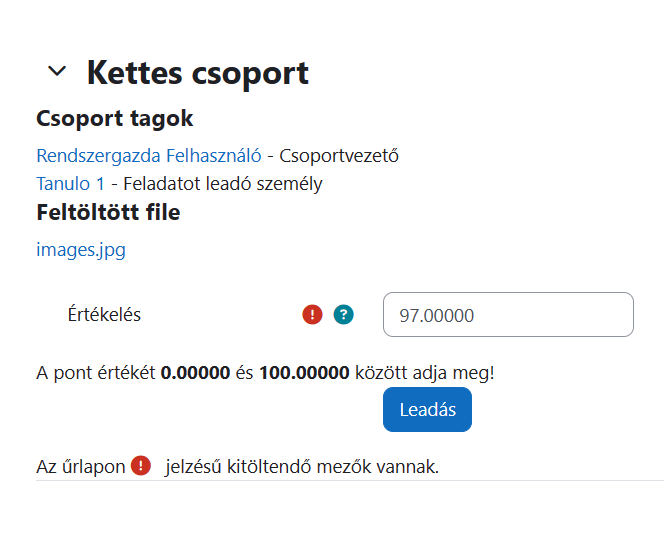 Kettes csoport
Csoport tagok
Rendszergazda Felhasználó - Csoportvezető
Tanulo 1 - Feladatot leadó személy
Feltöltött file
images.jpg
Értékelés ! ? 97.00000
A pont értékét 0.00000 és 100.00000 között adja meg!
Leadás
Az űrlapon ! jelzésű kitöltendő mezők vannak.